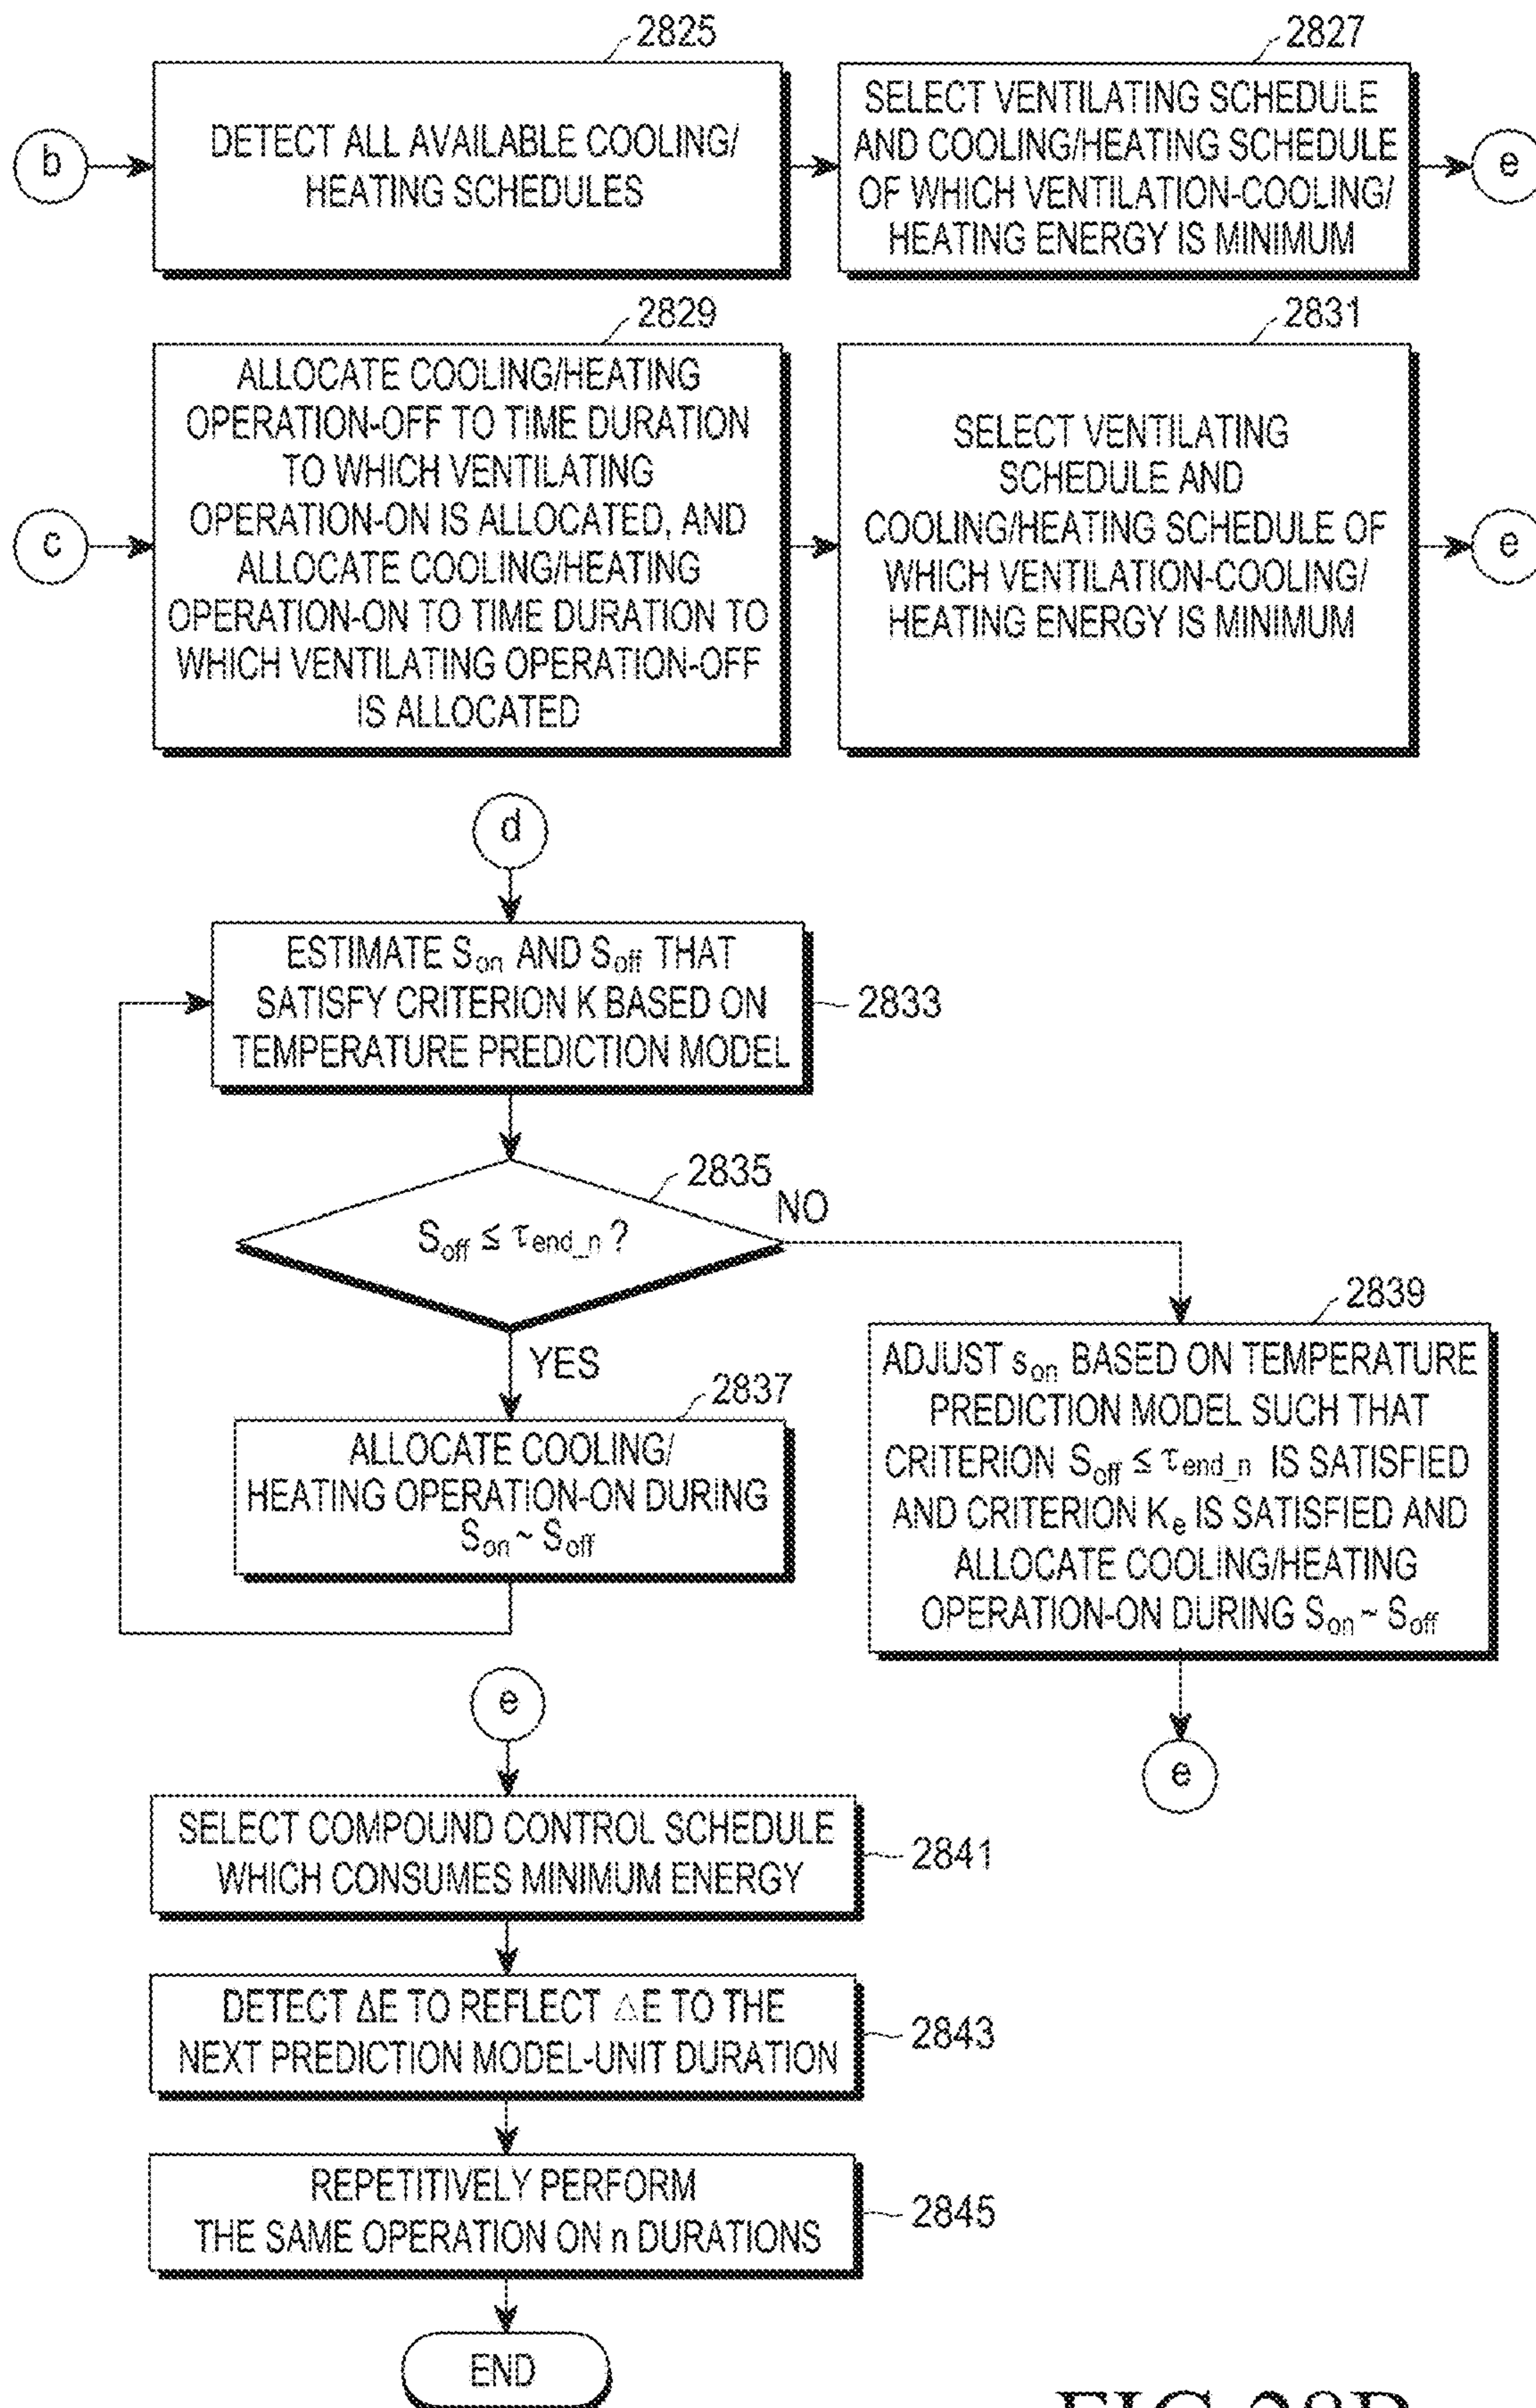 2825
2827
b
DETECT ALL AVAILABLE COOLING/
HEATING SCHEDULES
SELECT VENTILATING SCHEDULE
AND COOLING/HEATING SCHEDULE
OF WHICH VENTILATION-COOLING/
HEATING ENERGY IS MINIMUM
e
2829
2831
c
ALLOCATE COOLING/HEATING
OPERATION-OFF TO TIME DURATION
TO WHICH VENTILATING
OPERATION-ON IS ALLOCATED, AND
ALLOCATE COOLING/HEATING
OPERATION-ON TO TIME DURATION TO
WHICH VENTILATING OPERATION-OFF
IS ALLOCATED
SELECT VENTILATING
SCHEDULE AND
COOLING/HEATING SCHEDULE OF
WHICH VENTILATION-COOLING/
HEATING ENERGY IS MINIMUM
e
d
ESTIMATE Son AND Soff THAT
SATISFY CRITERION K BASED ON
TEMPERATURE PREDICTION MODEL
2833
2835
Soff ≤ τend_n ?
NO
YES
2837
ALLOCATE COOLING/
HEATING OPERATION-ON DURING
Son ~ Soff
2839
ADJUST son BASED ON TEMPERATURE
PREDICTION MODEL SUCH THAT
CRITERION Soff ≤ τend_n IS SATISFIED
AND CRITERION Ke IS SATISFIED AND
ALLOCATE COOLING/HEATING
OPERATION-ON DURING Son ~ Soff
e
e
SELECT COMPOUND CONTROL SCHEDULE
WHICH CONSUMES MINIMUM ENERGY
2841
DETECT ΔE TO REFLECT △E TO THE
NEXT PREDICTION MODEL-UNIT DURATION
2843
REPETITIVELY PERFORM
THE SAME OPERATION ON n DURATIONS
2845
END
FIG.28B